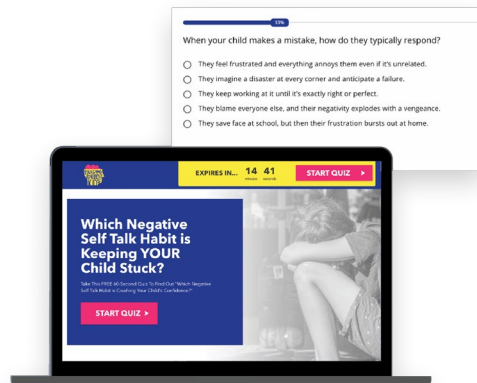 33%
When your child makes a mistake, how do they typically respond?
They feel frustrated and everything annoys them even if it's unrelated.
They imagine a disaster at every corner and anticipate a failure.
They keep working at it until it's exactly right or perfect.
They blame everyone else, and their negativity explodes with a vengeance.
They save face at school, but then their frustration bursts out at home.
EXPIRES IN... 14 41 START QUIZ
minutes seconds
Which Negative
Self Talk Habit is
Keeping YOUR
Child Stuck?
Take This FREE 60-Second Quiz To Find Out "Which Negative
Self Talk Habit is Crushing Your Child's Confidence?"
START QUIZ